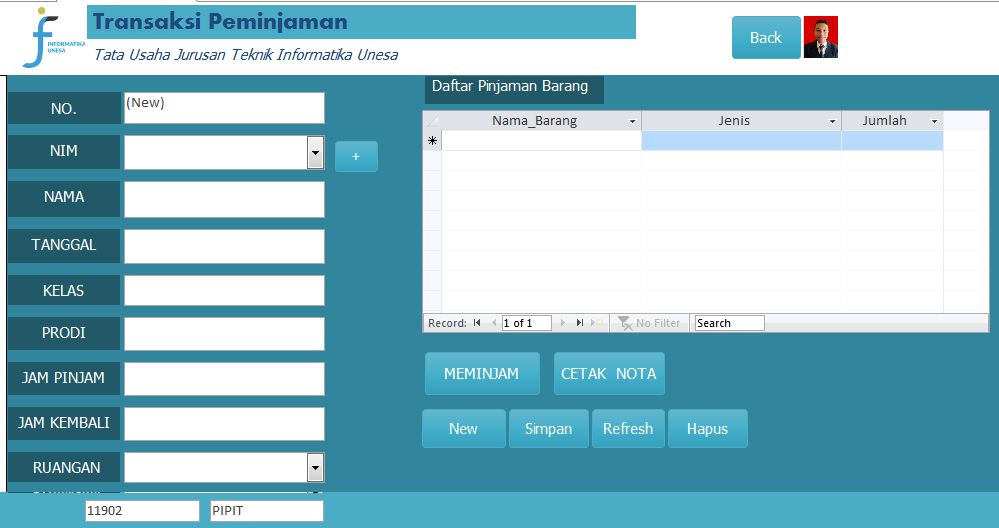 INFORMATIKA
UNESA
Transaksi Peminjaman
Tata Usaha Jurusan Teknik Informatika Unesa
Back
NO.
(New)
NIM
+
NAMA
TANGGAL
KELAS
PRODI
JAM PINJAM
JAM KEMBALI
RUANGAN
Daftar Pinjaman Barang
Nama_Barang Jenis Jumlah
Record: 1 of 1 No Filter Search
MEMINJAM CETAK NOTA
New Simpan Refresh Hapus
11902 PIPIT